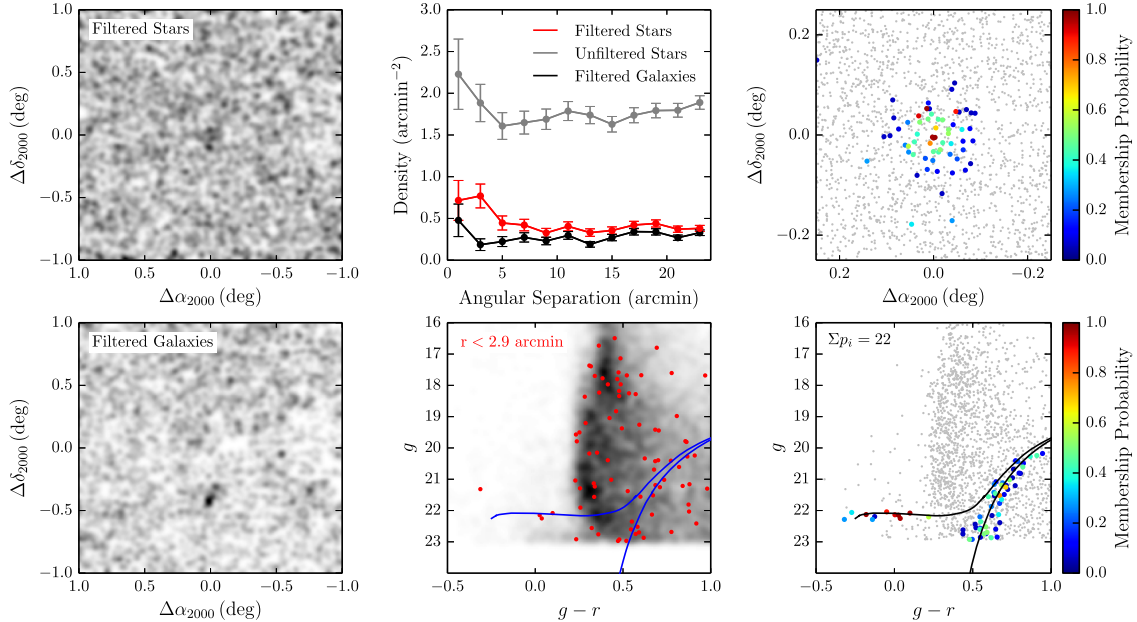 Filtered Stars
1.0
0.5
0.0
−0.5
−1.0
Δδ2000 (deg)
1.0 0.5 0.0 −0.5 −1.0
Δα2000 (deg)
3.0
2.5
2.0
1.5
1.0
0.5
0.0
Density (arcmin−2)
Filtered Stars
Unfiltered Stars
Filtered Galaxies
0 5 10 15 20
Angular Separation (arcmin)
0.2
0.0
−0.2
Δδ2000 (deg)
0.2 0.0 −0.2
Δα2000 (deg)
1.0
0.8
0.6
0.4
0.2
0.0
Membership Probability
Filtered Galaxies
1.0
0.5
0.0
−0.5
−1.0
Δδ2000 (deg)
1.0 0.5 0.0 −0.5 −1.0
Δα2000 (deg)
r < 2.9 arcmin
16
17
18
19
20
21
22
23
g
−0.5 0.0 0.5 1.0
g − r
Σpi = 22
16
17
18
19
20
21
22
23
g
−0.5 0.0 0.5 1.0
g − r
1.0
0.8
0.6
0.4
0.2
0.0
Membership Probability